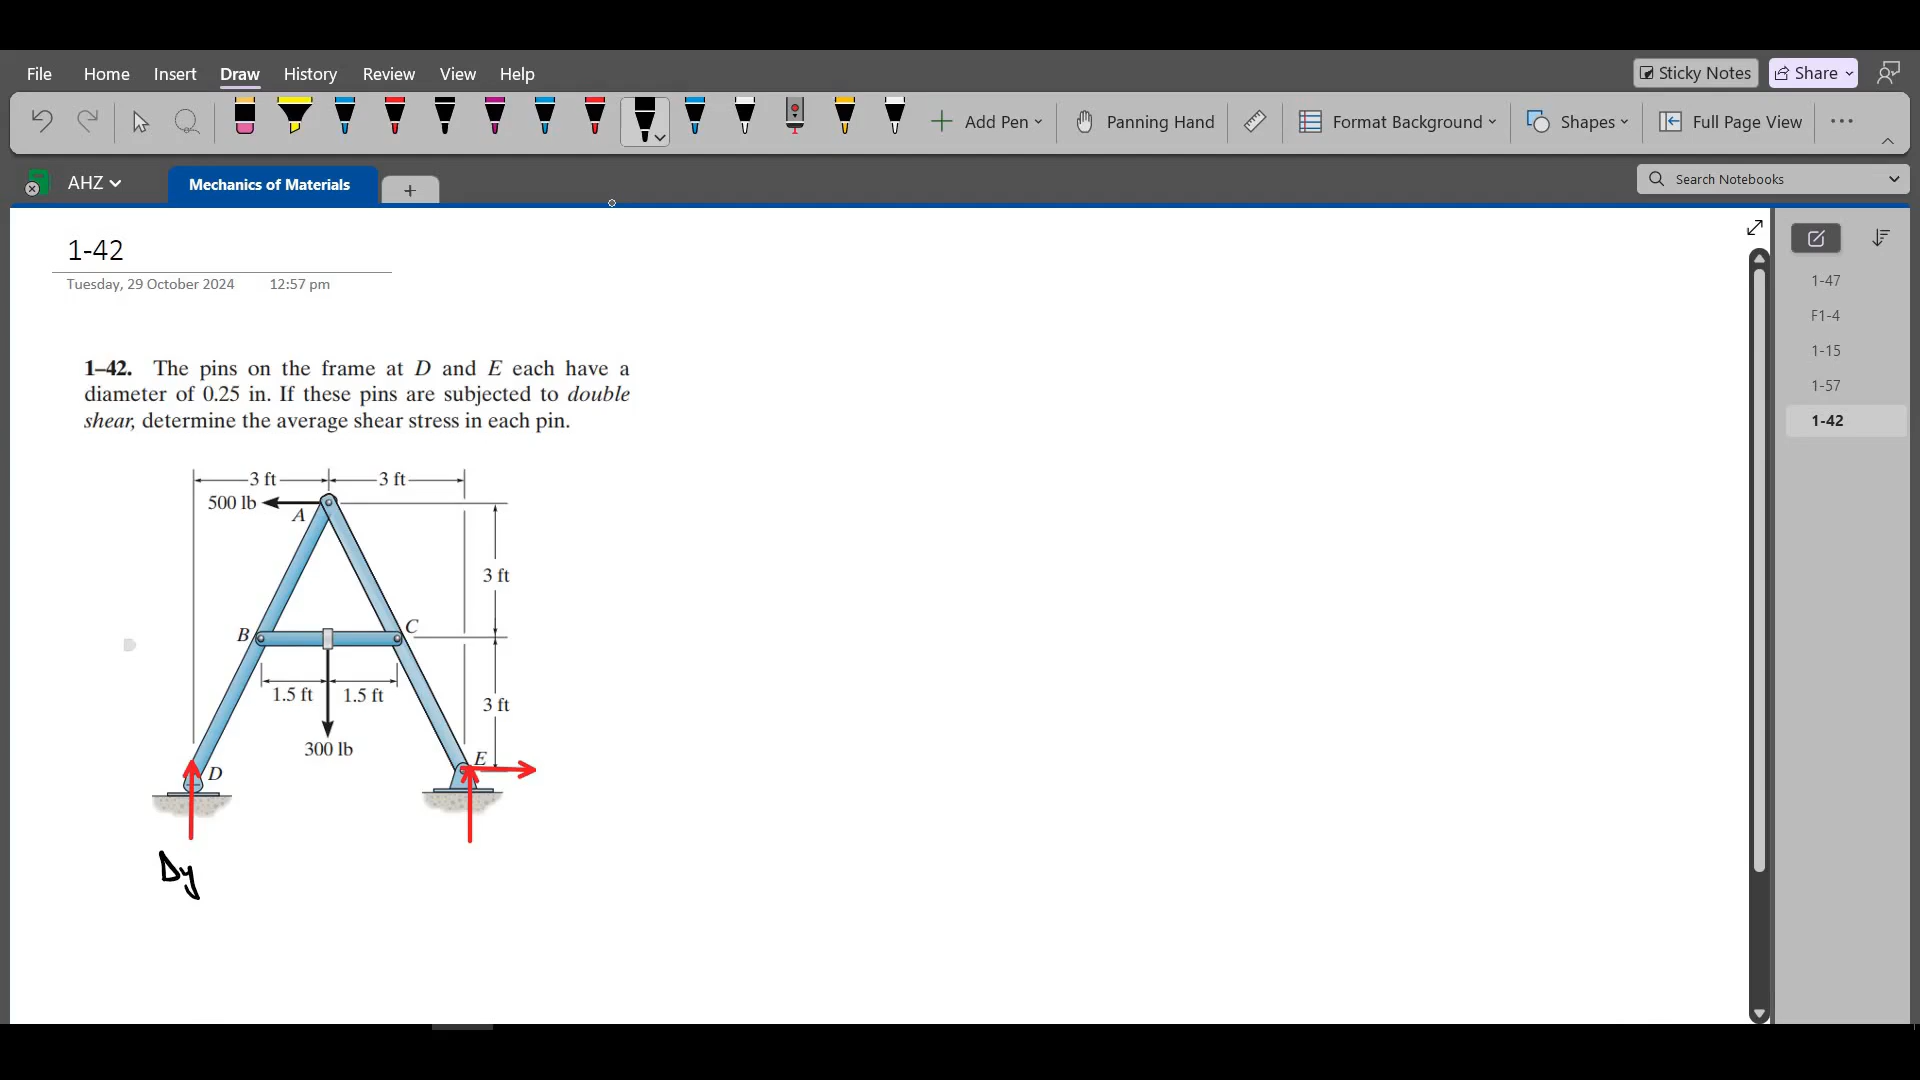 File Home Insert Draw History Review View Help
Sticky Notes Share
Add Pen Panning Hand Format Background Shapes Full Page View
AHZ Mechanics of Materials + Search Notebooks
1-42
Tuesday, 29 October 2024 12:57 pm
1-47
F1-4
1-15
1-57
1-42
1–42. The pins on the frame at D and E each have a
diameter of 0.25 in. If these pins are subjected to double
shear, determine the average shear stress in each pin.
3 ft 3 ft
500 lb
A
3 ft
B C
1.5 ft 1.5 ft
3 ft
300 lb
E
D
Dy